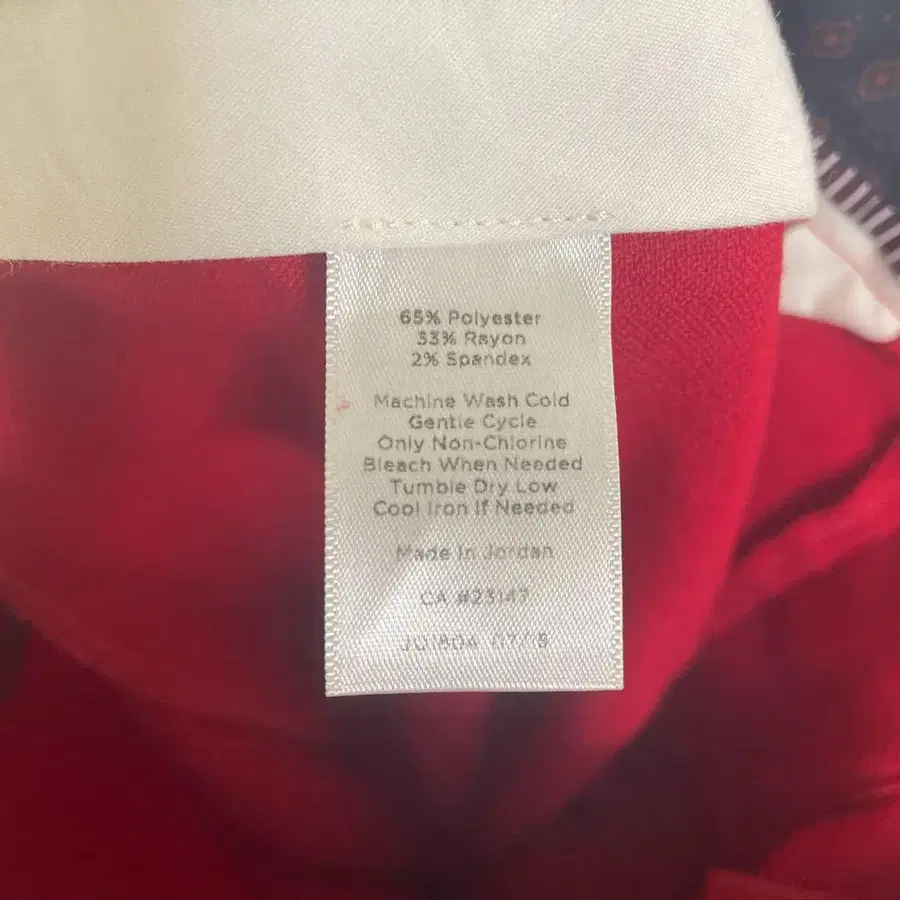 65% Polyester
33% Rayon
2% Spandex
Machine Wash Cold
Gentle Cycle
Only Non-Chlorine
Bleach When Needed
Tumble Dry Low
Cool Iron If Needed
Made In Jordan
CA #23147